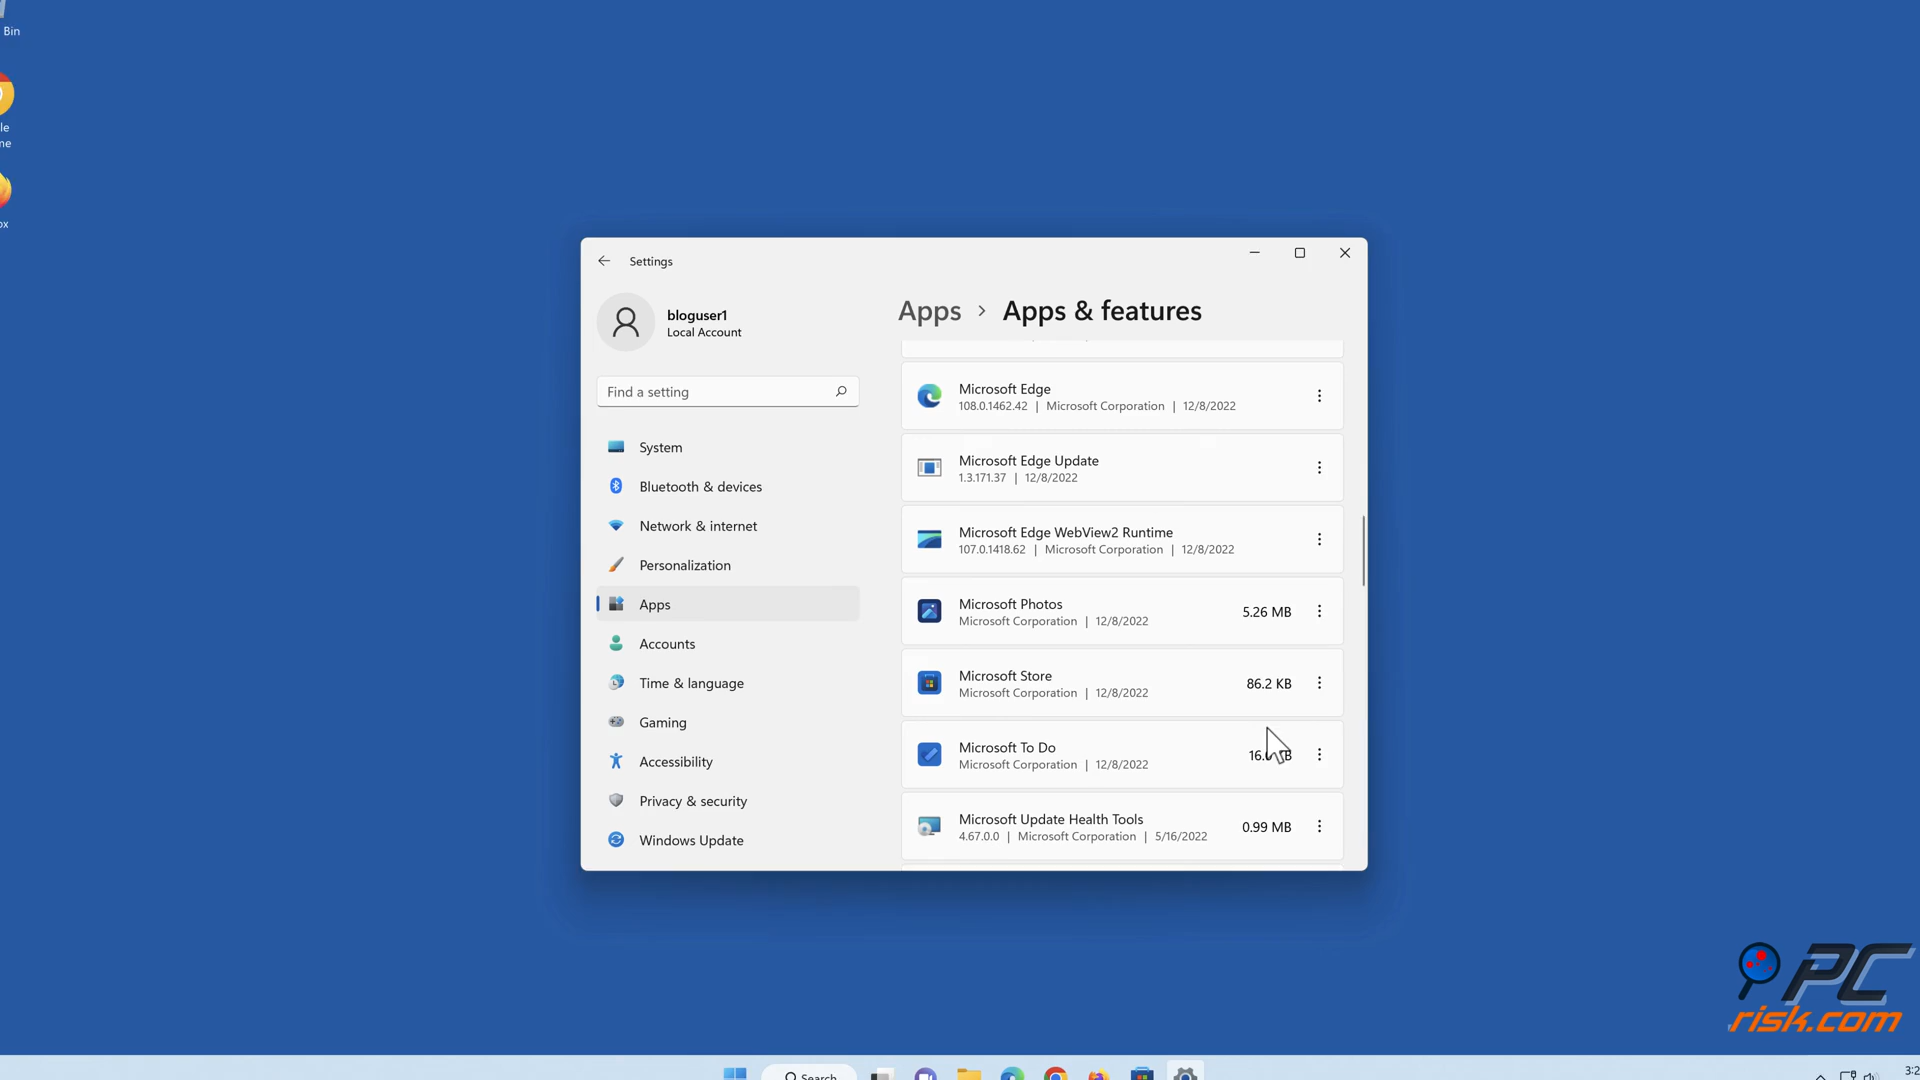 Bin
le
me
ox
Settings
bloguser1
Local Account
Find a setting
System
Bluetooth & devices
Network & internet
Personalization
Apps
Accounts
Time & language
Gaming
Accessibility
Privacy & security
Windows Update
Apps > Apps & features
Microsoft Edge
108.0.1462.42 | Microsoft Corporation | 12/8/2022
Microsoft Edge Update
1.3.171.37 | 12/8/2022
Microsoft Edge WebView2 Runtime
107.0.1418.62 | Microsoft Corporation | 12/8/2022
Microsoft Photos
Microsoft Corporation | 12/8/2022
5.26 MB
Microsoft Store
Microsoft Corporation | 12/8/2022
86.2 KB
Microsoft To Do
Microsoft Corporation | 12/8/2022
Microsoft Update Health Tools
4.67.0.0 | Microsoft Corporation | 5/16/2022
0.99 MB
PC
risk.com
Search
3:2